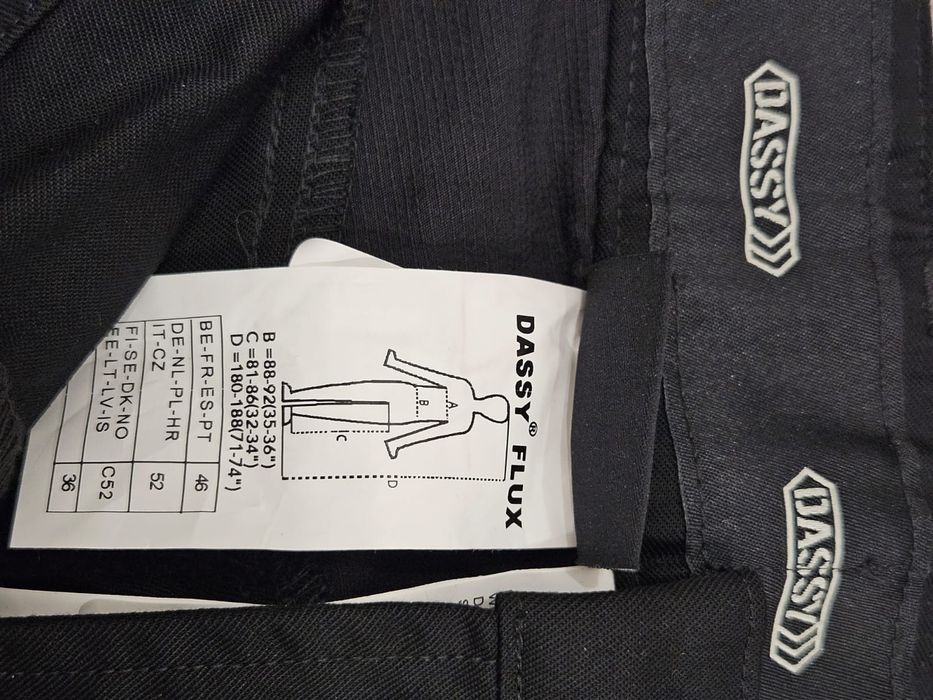 DASSY
DASSY
DASSY® FLUX
A
B
C
D
B =88-92(35-36")
C =81-86(32-34")
D =180-188(71-74")
BE-FR-ES-PT 46
DE-NL-PL-HR
IT-CZ 52
FI-SE-DK-NO
EE-LT-LV-IS C52
36